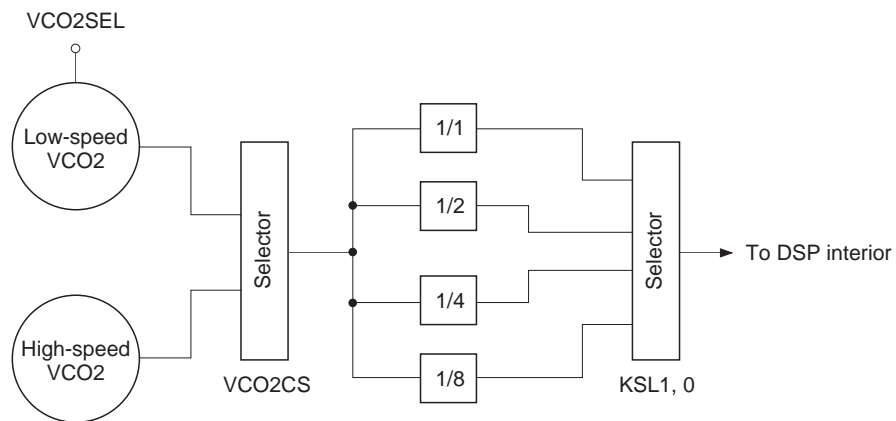 VCO2SEL
Low-speed
VCO2
High-speed
VCO2
Selector
VCO2CS
1/1
1/2
1/4
1/8
Selector
KSL1, 0
To DSP interior